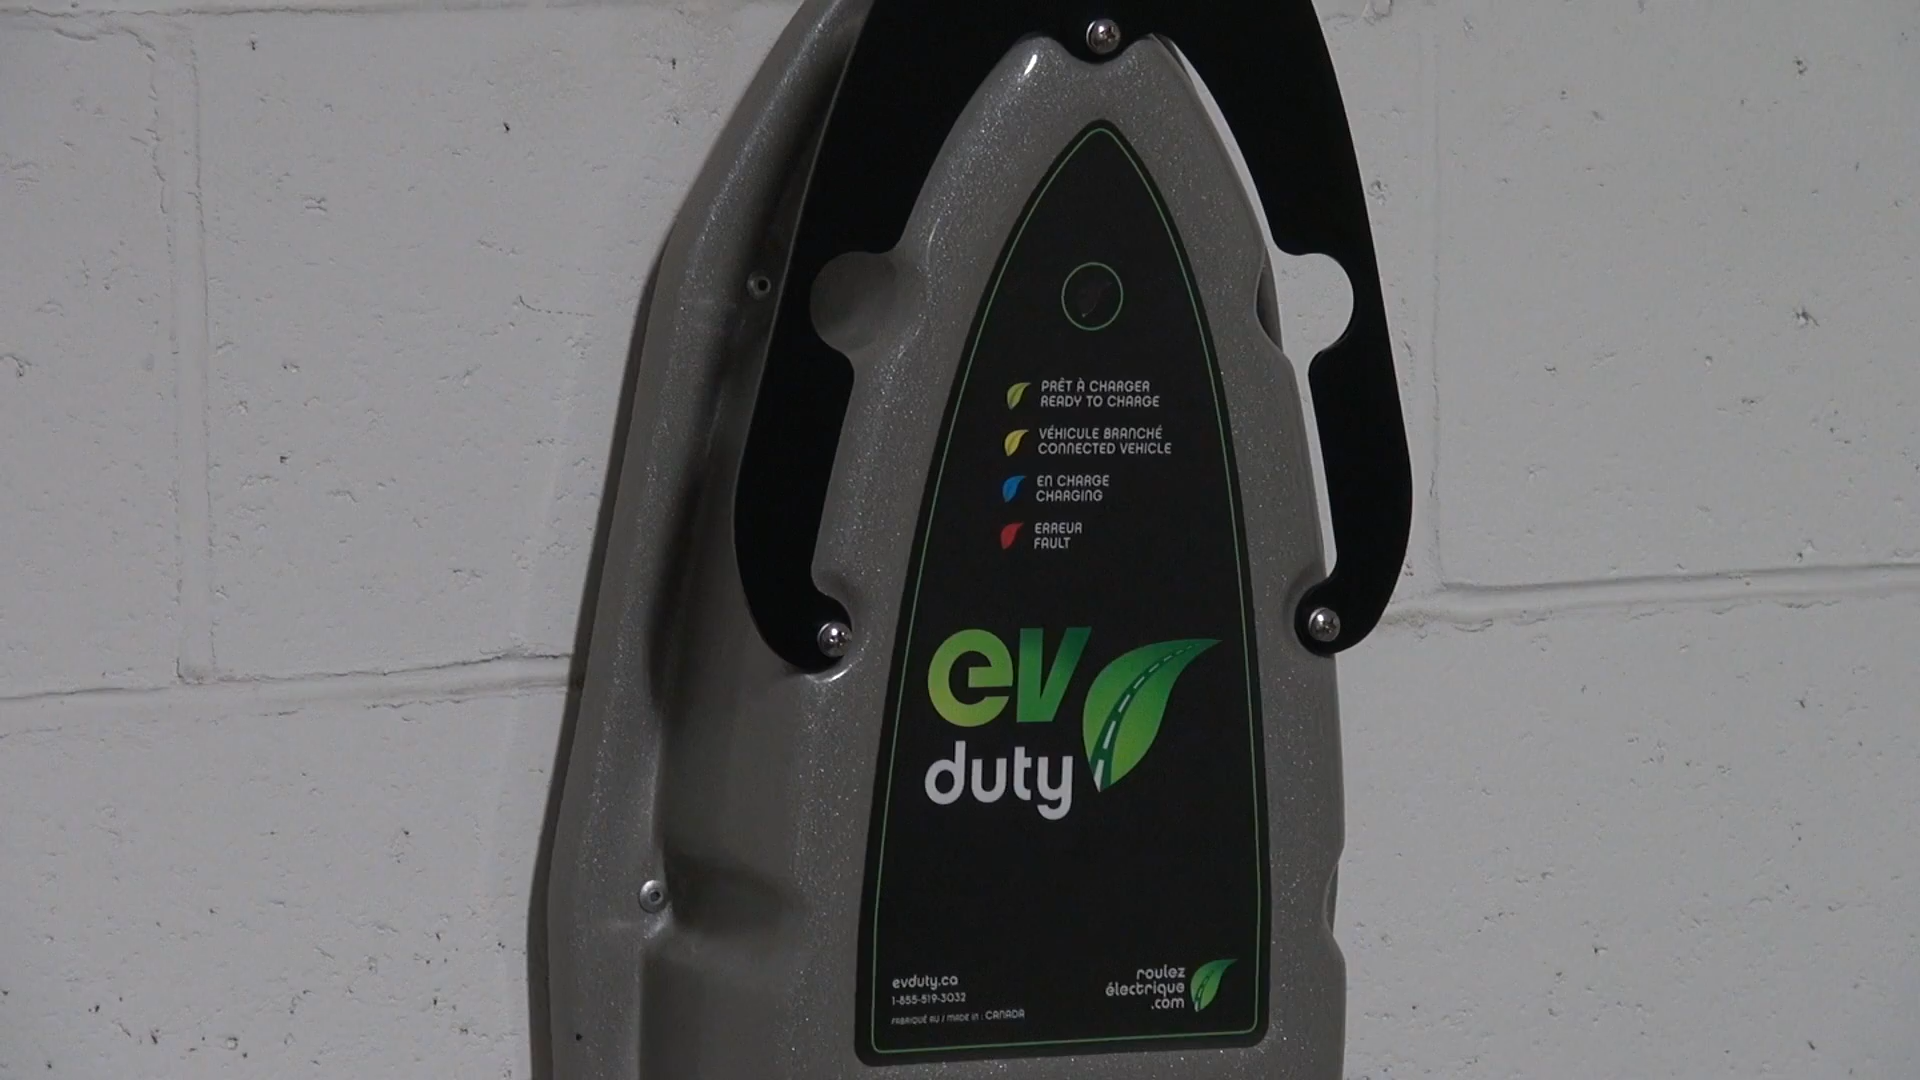 PRÊT À CHARGER
READY TO CHARGE
VÉHICULE BRANCHÉ
CONNECTED VEHICLE
EN CHARGE
CHARGING
ERREUR
FAULT
ev
duty
evduty.ca
1-855-519-3032
FABRIQUÉ AU / MADE IN : CANADA
roulez
électrique
.com